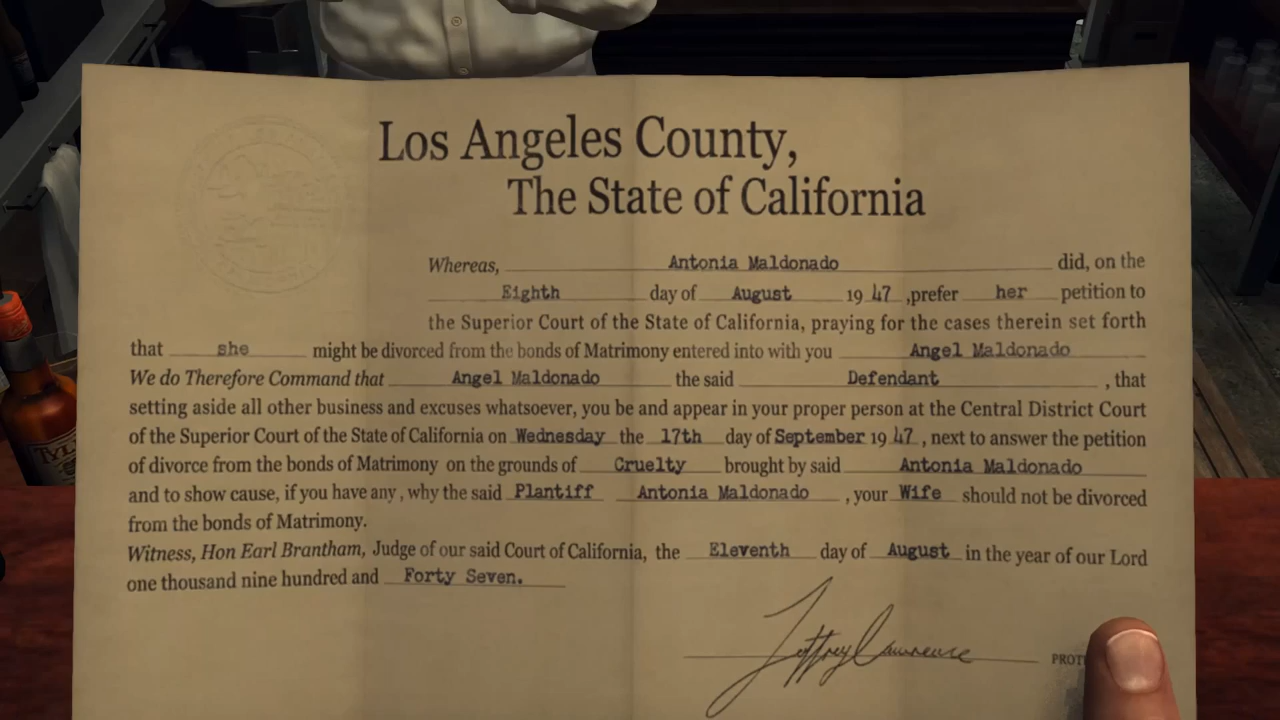 Los Angeles County,
The State of California
Whereas, Antonia Maldonado did, on the
Eighth day of August 19 47 ,prefer her petition to
the Superior Court of the State of California, praying for the cases therein set forth
that she might be divorced from the bonds of Matrimony entered into with you Angel Maldonado
We do Therefore Command that Angel Maldonado the said Defendant , that
setting aside all other business and excuses whatsoever, you be and appear in your proper person at the Central District Court
of the Superior Court of the State of California on Wednesday the 17th day of September 19 47 , next to answer the petition
of divorce from the bonds of Matrimony on the grounds of Cruelty brought by said Antonia Maldonado
and to show cause, if you have any , why the said Plantiff Antonia Maldonado , your Wife should not be divorced
from the bonds of Matrimony.
Witness, Hon Earl Brantham, Judge of our said Court of California, the Eleventh day of August in the year of our Lord
one thousand nine hundred and Forty Seven.
Jeffrey Lawrence